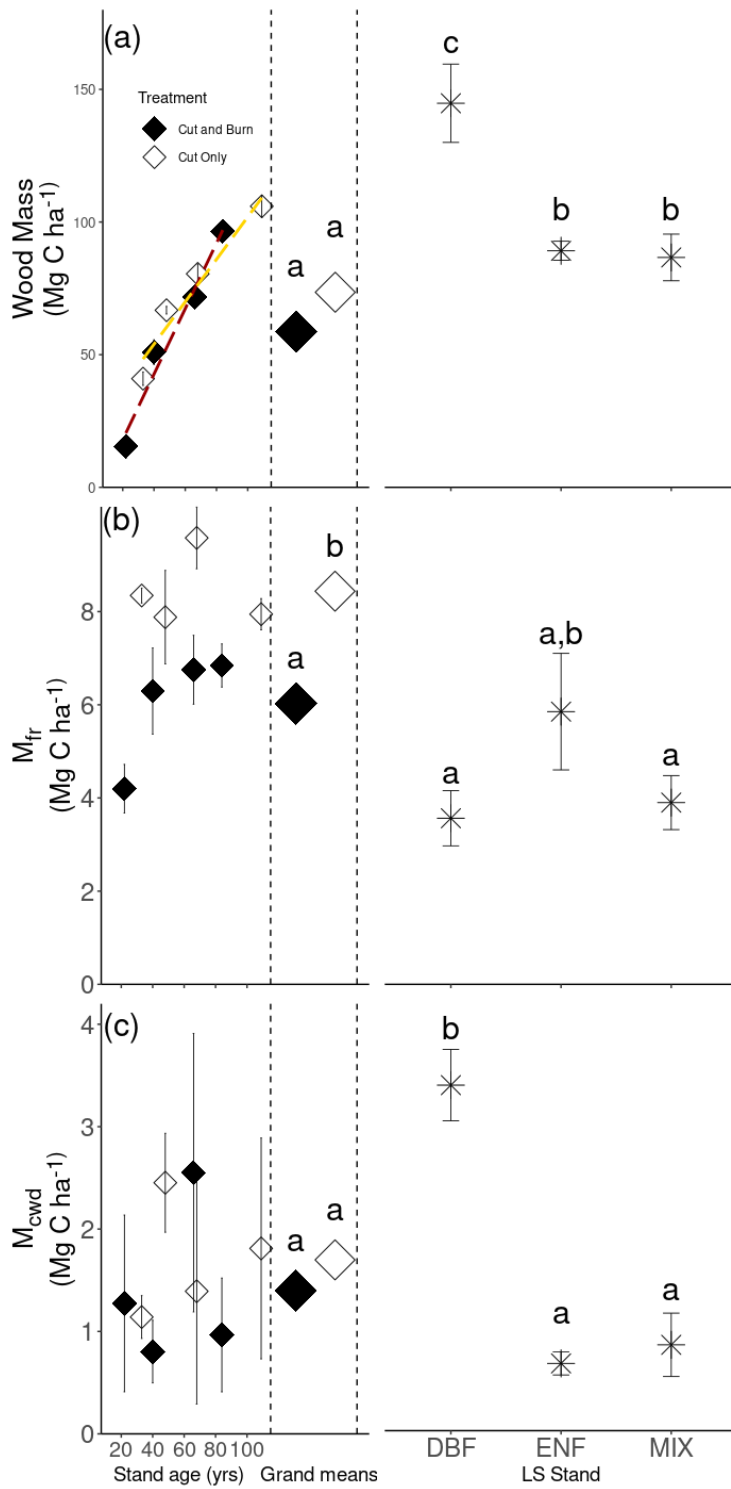 (a)
Wood Mass
(Mg C ha-1)
150
100
50
0
Treatment
Cut and Burn
Cut Only
a
a
c
b
b
(b)
Mfr
(Mg C ha-1)
8
6
4
2
0
a
b
a
a,b
a
(c)
Mcwd
(Mg C ha-1)
4
3
2
1
0
a
a
b
a
a
20 40 60 80 100
DBF ENF MIX
Stand age (yrs) Grand means LS Stand